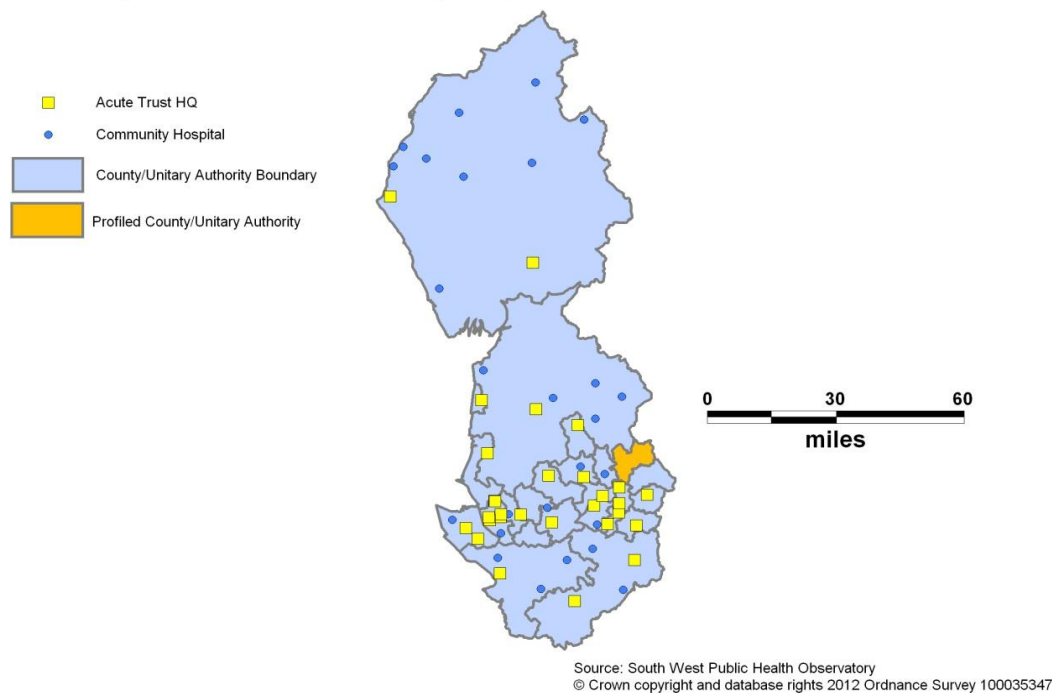 Acute Trust HQ
Community Hospital
County/Unitary Authority Boundary
Profiled County/Unitary Authority
0 30 60
miles
Source: South West Public Health Observatory
© Crown copyright and database rights 2012 Ordnance Survey 100035347